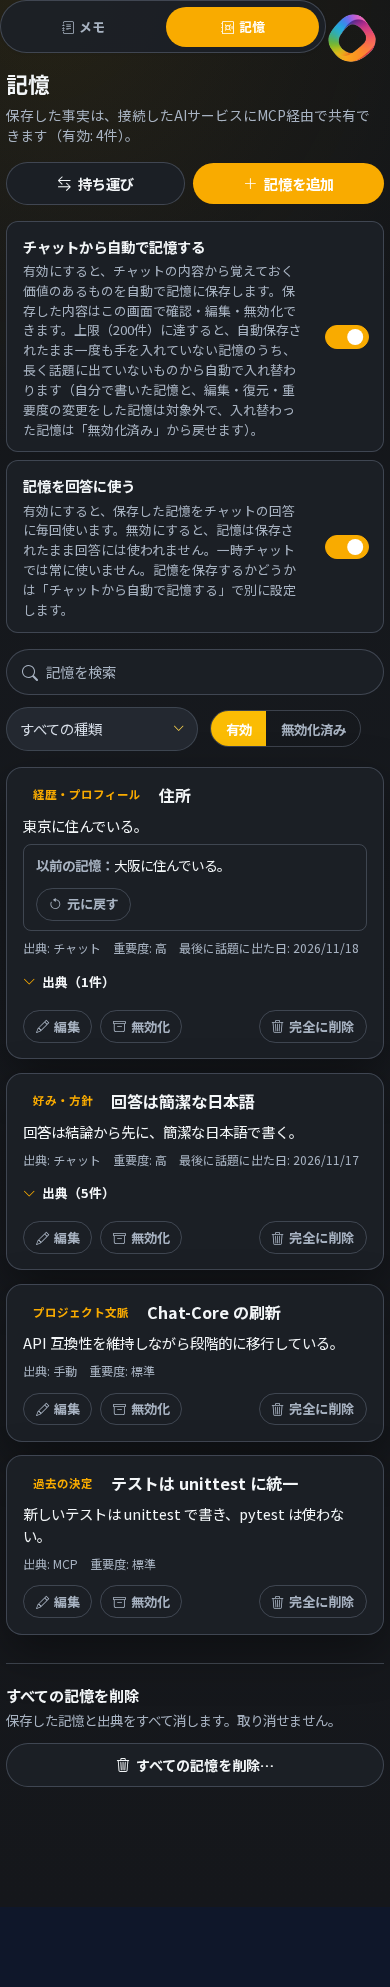 メモ
記憶
記憶
保存した事実は、接続したAIサービスにMCP経由で共有で
きます（有効: 4件）。
持ち運び
記憶を追加
チャットから自動で記憶する
有効にすると、チャットの内容から覚えておく
価値のあるものを自動で記憶に保存します。保
存した内容はこの画面で確認・編集・無効化で
きます。上限（200件）に達すると、自動保存さ
れたまま一度も手を入れていない記憶のうち、
長く話題に出ていないものから自動で入れ替わ
ります（自分で書いた記憶と、編集・復元・重
要度の変更をした記憶は対象外で、入れ替わっ
た記憶は「無効化済み」から戻せます）。
記憶を回答に使う
有効にすると、保存した記憶をチャットの回答
に毎回使います。無効にすると、記憶は保存さ
れたまま回答には使われません。一時チャット
では常に使いません。記憶を保存するかどうか
は「チャットから自動で記憶する」で別に設定
します。
記憶を検索
すべての種類
有効
無効化済み
経歴・プロフィール
住所
東京に住んでいる。
以前の記憶：大阪に住んでいる。
元に戻す
出典: チャット 重要度: 高 最後に話題に出た日: 2026/11/18
出典（1件）
編集
無効化
完全に削除
好み・方針
回答は簡潔な日本語
回答は結論から先に、簡潔な日本語で書く。
出典: チャット 重要度: 高 最後に話題に出た日: 2026/11/17
出典（5件）
編集
無効化
完全に削除
プロジェクト文脈
Chat-Core の刷新
API 互換性を維持しながら段階的に移行している。
出典: 手動 重要度: 標準
編集
無効化
完全に削除
過去の決定
テストは unittest に統一
新しいテストは unittest で書き、pytest は使わな
い。
出典: MCP 重要度: 標準
編集
無効化
完全に削除
すべての記憶を削除
保存した記憶と出典をすべて消します。取り消せません。
すべての記憶を削除…